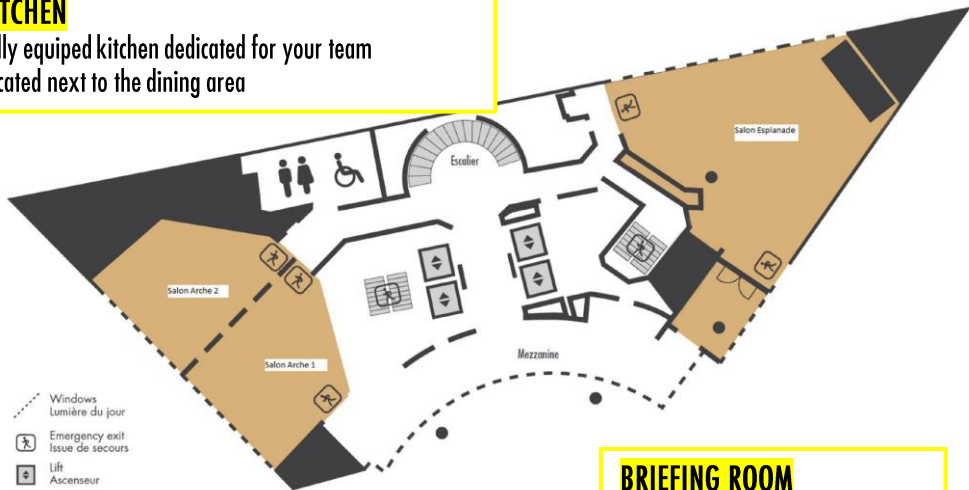 TCHEN
lly equiped kitchen dedicated for your team
cated next to the dining area
Salon Esplanade
Escalier
Salon Arche 2
Salon Arche 1
Mezzanine
Windows
Lumière du jour
Emergency exit
Issue de secours
Lift
Ascenseur
BRIEFING ROOM